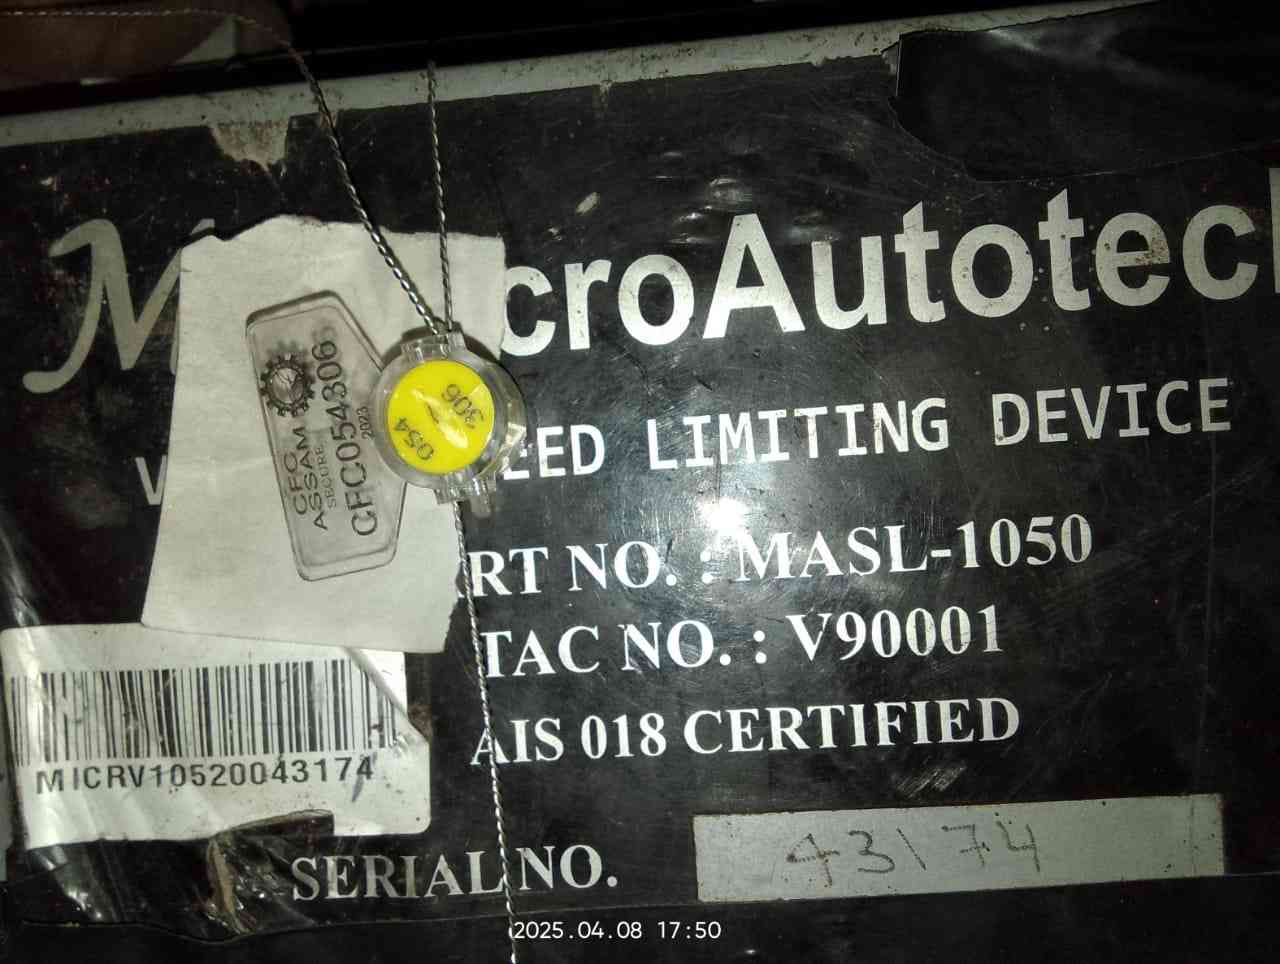 croAutotec
EED LIMITING DEVICE
CFC
ASSAM
SECURE
CFC054306
2023
054
306
RT NO. : MASL-1050
TAC NO. : V90001
AIS 018 CERTIFIED
MICRV10520043174
SERIAL NO. 43174
2025.04.08 17:50